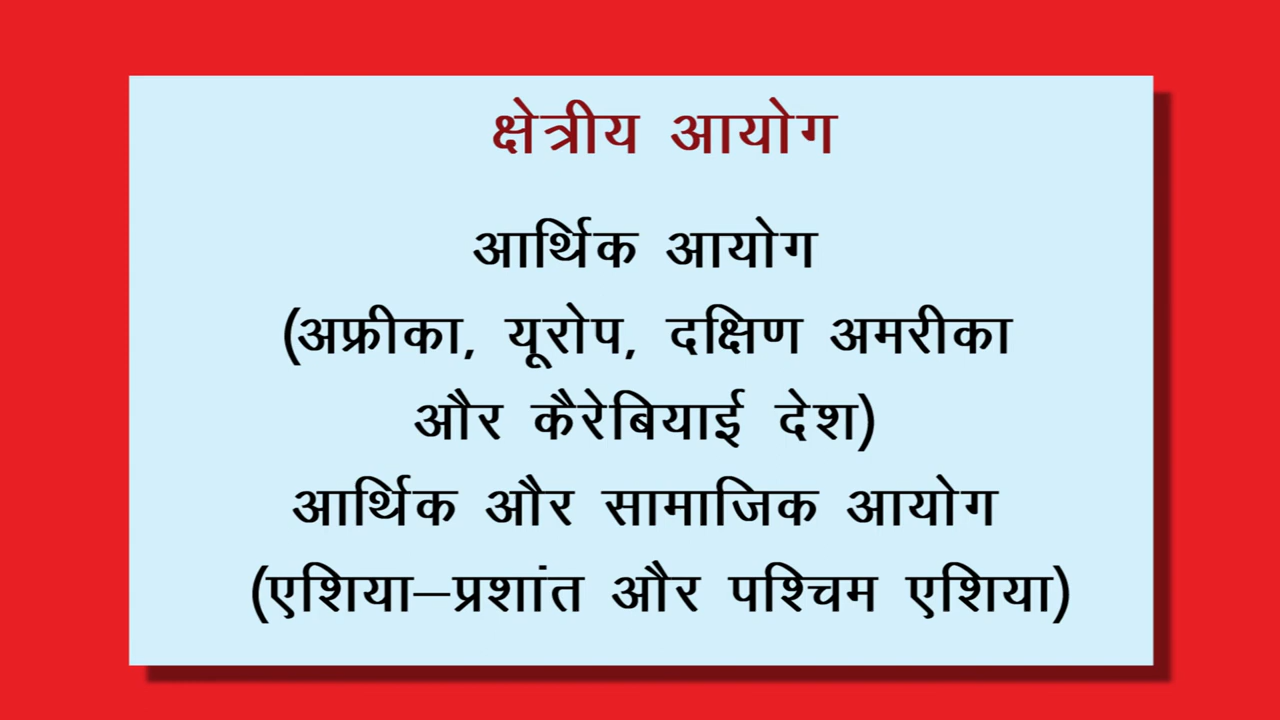 क्षेत्रीय आयोग
आर्थिक आयोग
(अफ्रीका, यूरोप, दक्षिण अमरीका
और कैरेबियाई देश)
आर्थिक और सामाजिक आयोग
(एशिया–प्रशांत और पश्चिम एशिया)